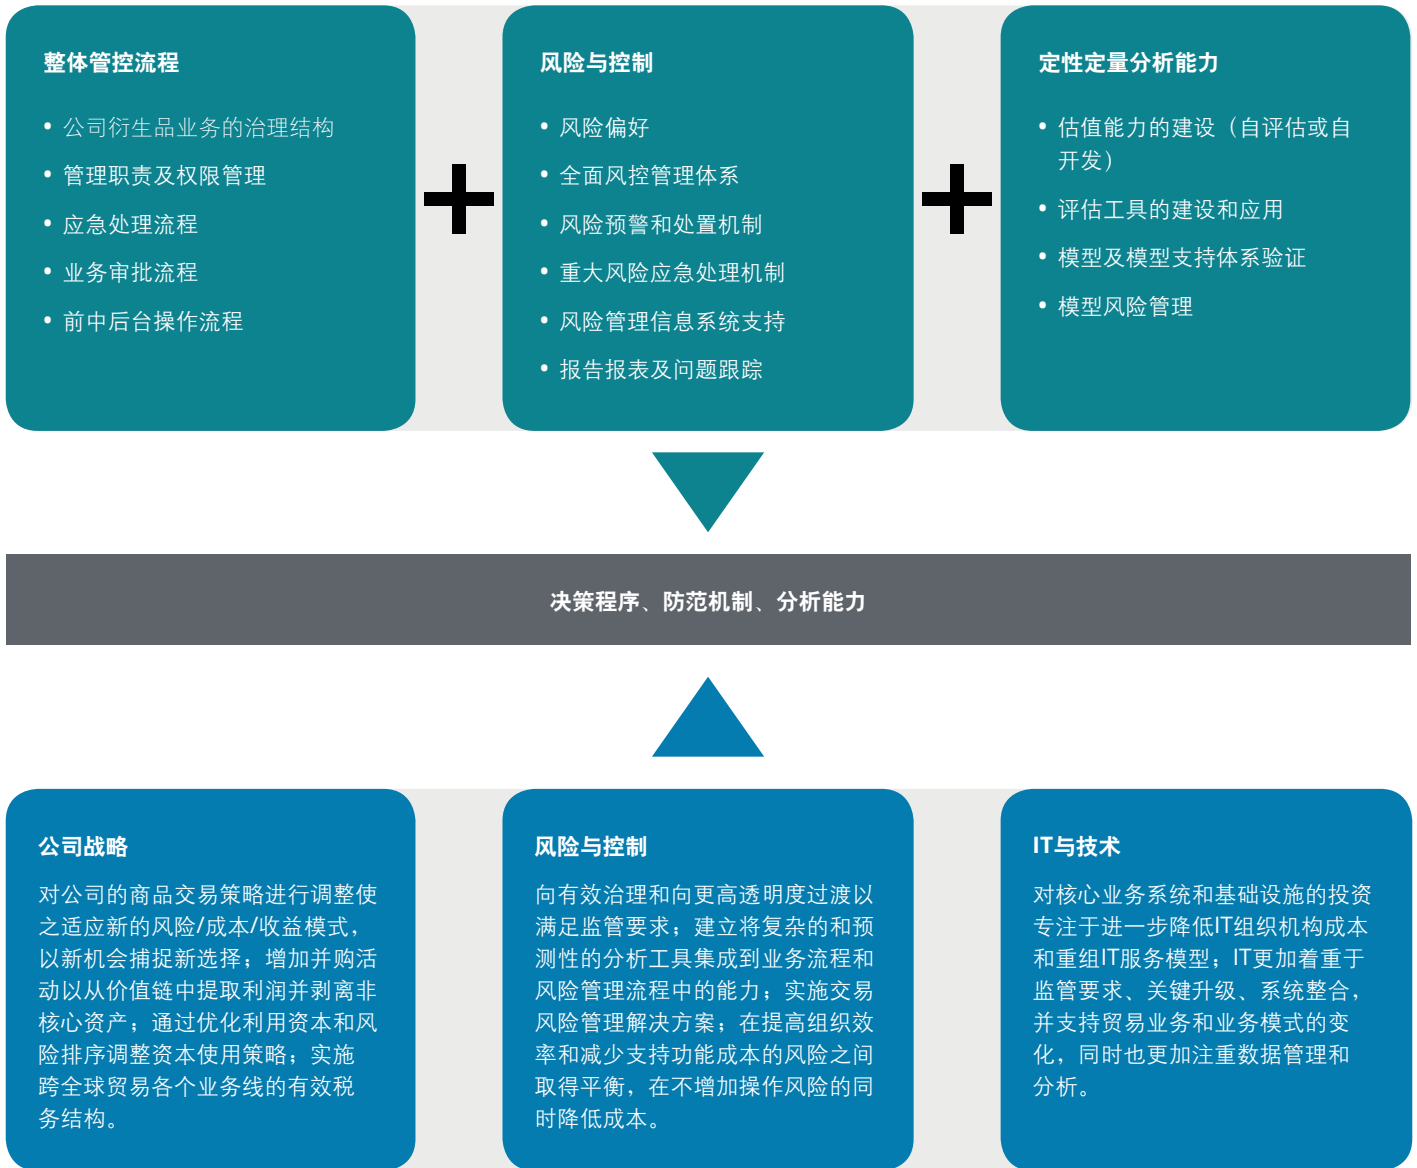 整体管控流程
• 公司衍生品业务的治理结构
• 管理职责及权限管理
• 应急处理流程
• 业务审批流程
• 前中后台操作流程
风险与控制
• 风险偏好
• 全面风控管理体系
• 风险预警和处置机制
• 重大风险应急处理机制
• 风险管理信息系统支持
• 报告报表及问题跟踪
定性定量分析能力
• 估值能力的建设（自评估或自
开发）
• 评估工具的建设和应用
• 模型及模型支持体系验证
• 模型风险管理
决策程序、防范机制、分析能力
公司战略
对公司的商品交易策略进行调整使
之适应新的风险/成本/收益模式，
以新机会捕捉新选择；增加并购活
动以从价值链中提取利润并剥离非
核心资产；通过优化利用资本和风
险排序调整资本使用策略；实施
跨全球贸易各个业务线的有效税
务结构。
风险与控制
向有效治理和向更高透明度过渡以
满足监管要求；建立将复杂的和预
测性的分析工具集成到业务流程和
风险管理流程中的能力；实施交易
风险管理解决方案；在提高组织效
率和减少支持功能成本的风险之间
取得平衡，在不增加操作风险的同
时降低成本。
IT与技术
对核心业务系统和基础设施的投资
专注于进一步降低IT组织机构成本
和重组IT服务模型；IT更加着重于
监管要求、关键升级、系统整合，
并支持贸易业务和业务模式的变
化，同时也更加注重数据管理和
分析。